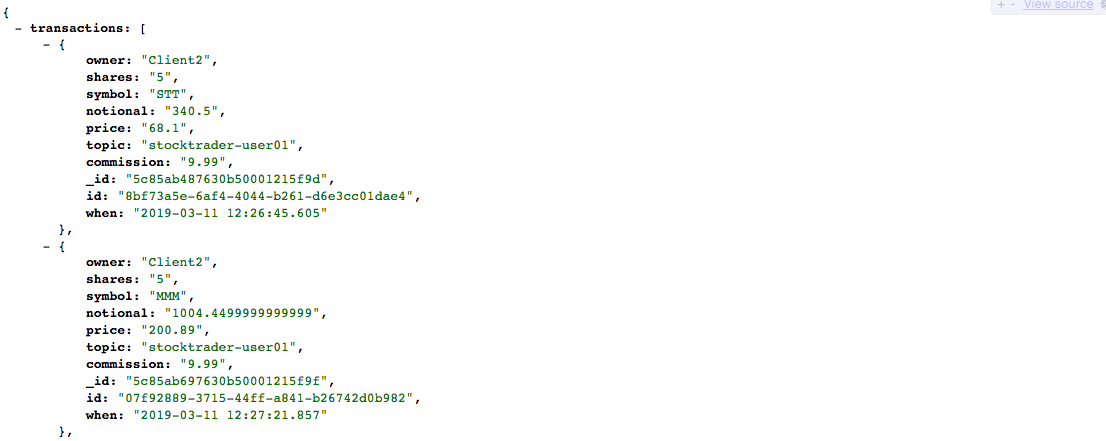 + - View source
{
- transactions: [
- {
owner: "Client2",
shares: "5",
symbol: "STT",
notional: "340.5",
price: "68.1",
topic: "stocktrader-user01",
commission: "9.99",
_id: "5c85ab487630b50001215f9d",
id: "8bf73a5e-6af4-4044-b261-d6e3cc01dae4",
when: "2019-03-11 12:26:45.605"
},
- {
owner: "Client2",
shares: "5",
symbol: "MMM",
notional: "1004.4499999999999",
price: "200.89",
topic: "stocktrader-user01",
commission: "9.99",
_id: "5c85ab697630b50001215f9f",
id: "07f92889-3715-44ff-a841-b26742d0b982",
when: "2019-03-11 12:27:21.857"
},